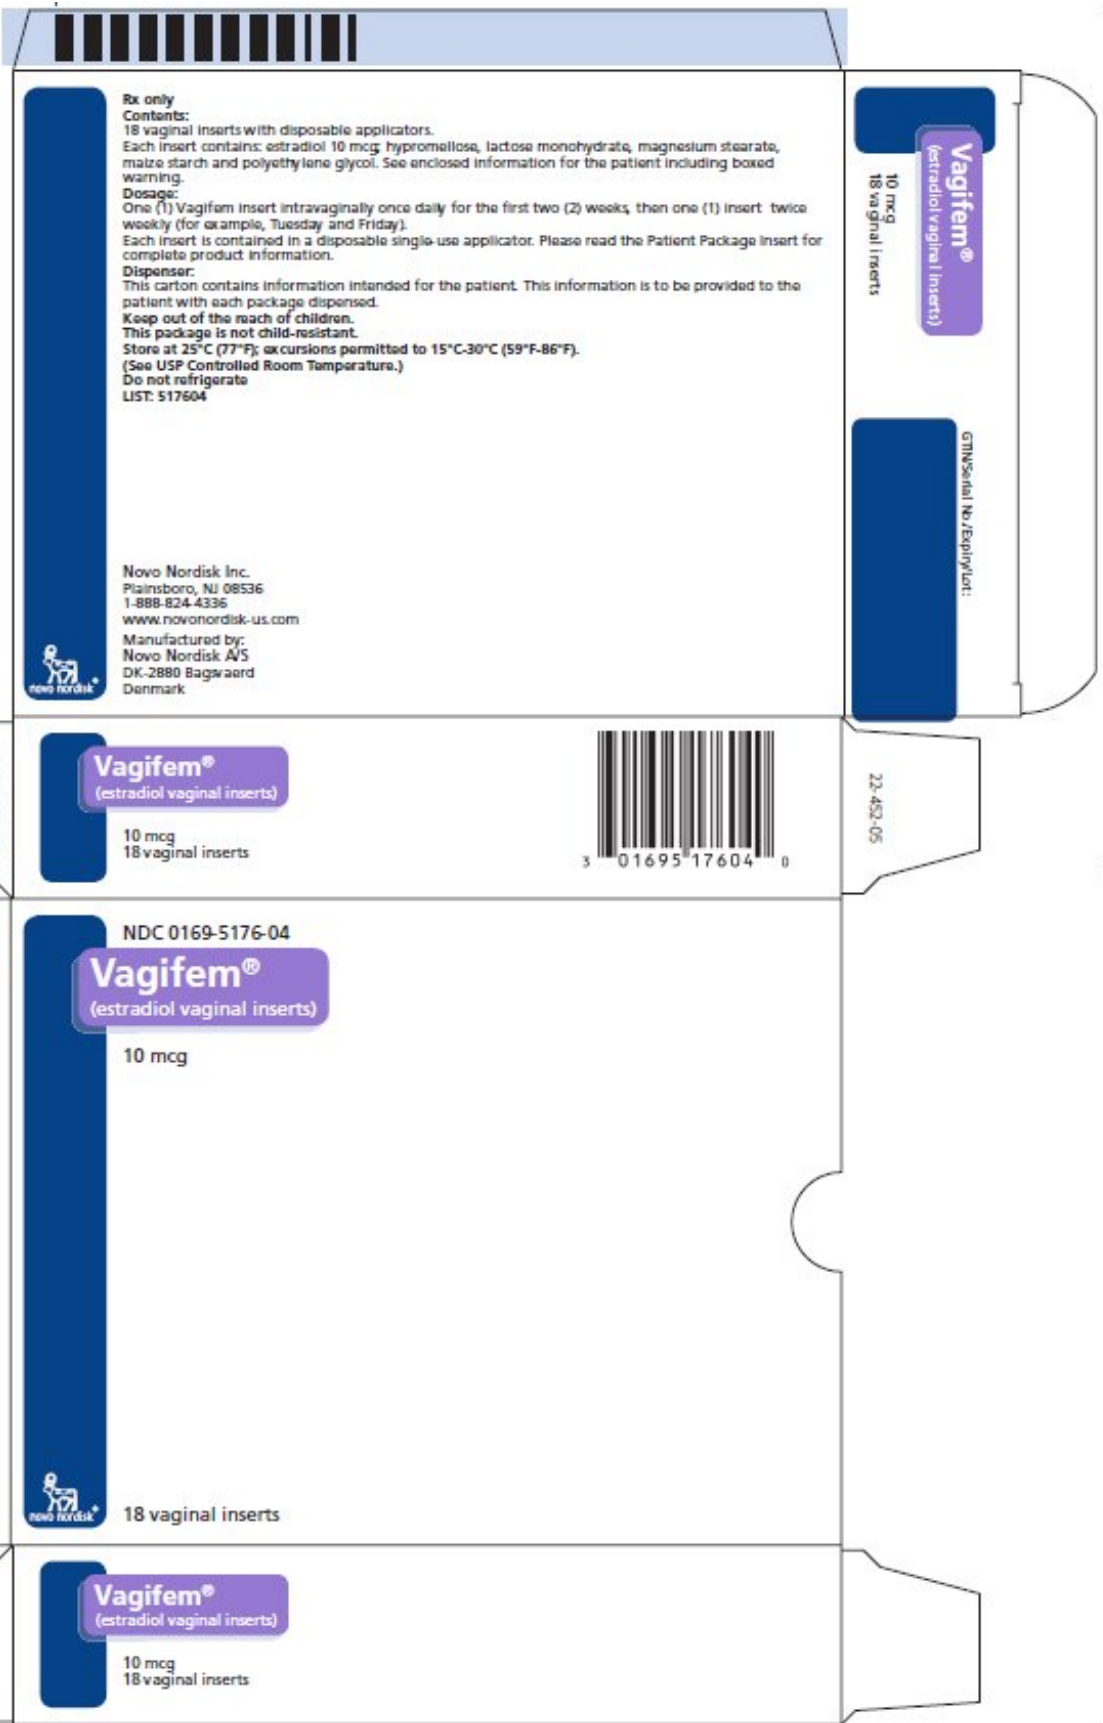 Rx only
Contents:
18 vaginal inserts with disposable applicators.
Each insert contains: estradiol 10 mcg; hypromellose, lactose monohydrate, magnesium stearate,
maize starch and polyethylene glycol. See enclosed information for the patient including boxed
warning.
Dosage:
One (1) Vagifem insert intravaginally once daily for the first two (2) weeks, then one (1) insert twice
weekly (for example, Tuesday and Friday).
Each insert is contained in a disposable single-use applicator. Please read the Patient Package Insert for
complete product information.
Dispenser:
This carton contains information intended for the patient. This information is to be provided to the
patient with each package dispensed.
Keep out of the reach of children.
This package is not child-resistant.
Store at 25°C (77°F); excursions permitted to 15°C-30°C (59°F-86°F).
(See USP Controlled Room Temperature.)
Do not refrigerate
LIST: 517604
Novo Nordisk Inc.
Plainsboro, NJ 08536
1-888-824-4336
www.novonordisk-us.com
Manufactured by:
Novo Nordisk A/S
DK-2880 Bagsvaerd
Denmark
novo nordisk®
Vagifem®
(estradiol vaginal inserts)
10 mcg
18 vaginal inserts
GTIN/Serial No./Expiry/Lot:
Vagifem®
(estradiol vaginal inserts)
10 mcg
18 vaginal inserts
3 01695 17604 0
22-452-05
NDC 0169-5176-04
Vagifem®
(estradiol vaginal inserts)
10 mcg
novo nordisk®
18 vaginal inserts
Vagifem®
(estradiol vaginal inserts)
10 mcg
18 vaginal inserts